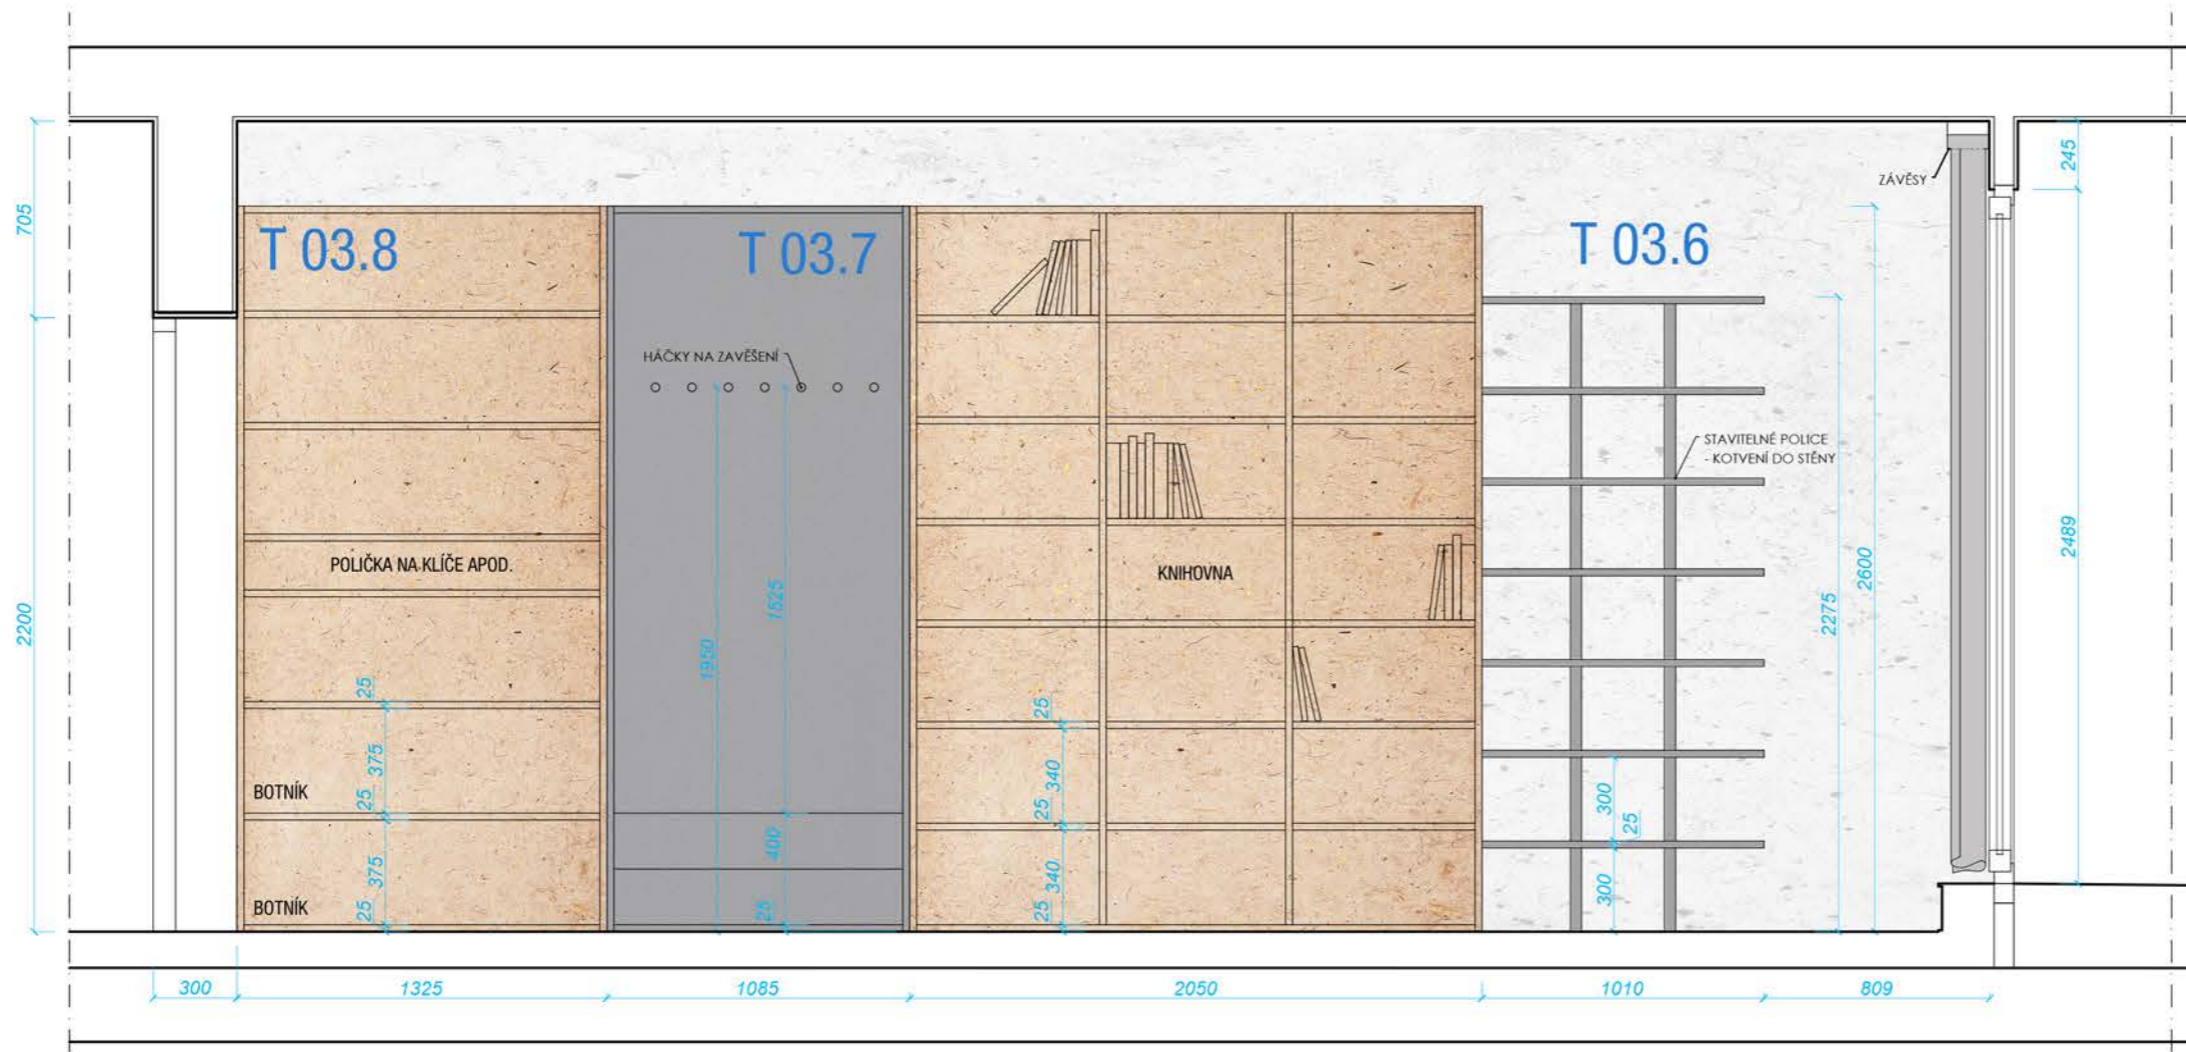 T 03.8
T 03.7
T 03.6
ZÁVĚSY
HÁČKY NA ZAVĚŠENÍ
STAVITELNÉ POLICE
- KOTVENÍ DO STĚNY
POLIČKA NA KLÍČE APOD.
KNIHOVNA
BOTNÍK
BOTNÍK
705
2200
25
375
25
375
25
1950
1525
400
25
25
340
25
340
25
300
25
300
2275
2600
245
2489
300
1325
1085
2050
1010
809